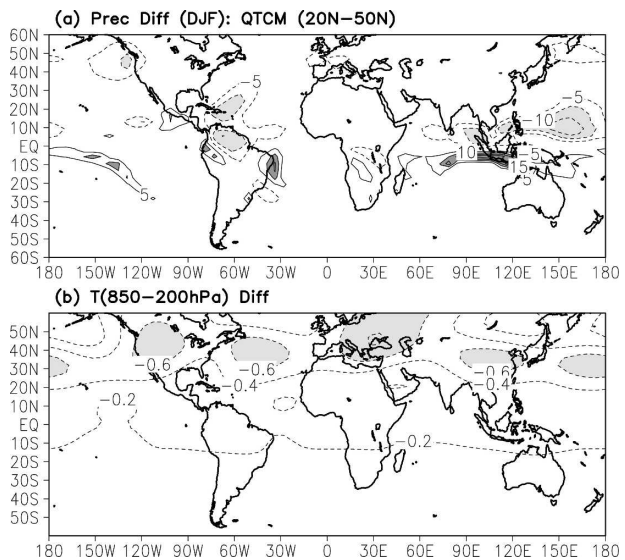 (a) Prec Diff (DJF): QTCM (20N−50N)
60N
50N
40N
30N
20N
10N
EQ
10S
20S
30S
40S
50S
60S
−5
−5
−10
10
−5
15
5
5
180 150W 120W 90W 60W 30W 0 30E 60E 90E 120E 150E 180
(b) T(850−200hPa) Diff
50N
40N
30N
20N
10N
EQ
10S
20S
30S
40S
50S
−0.6
−0.6
−0.4
−0.6
−0.4
−0.2
−0.2
180 150W 120W 90W 60W 30W 0 30E 60E 90E 120E 150E 180